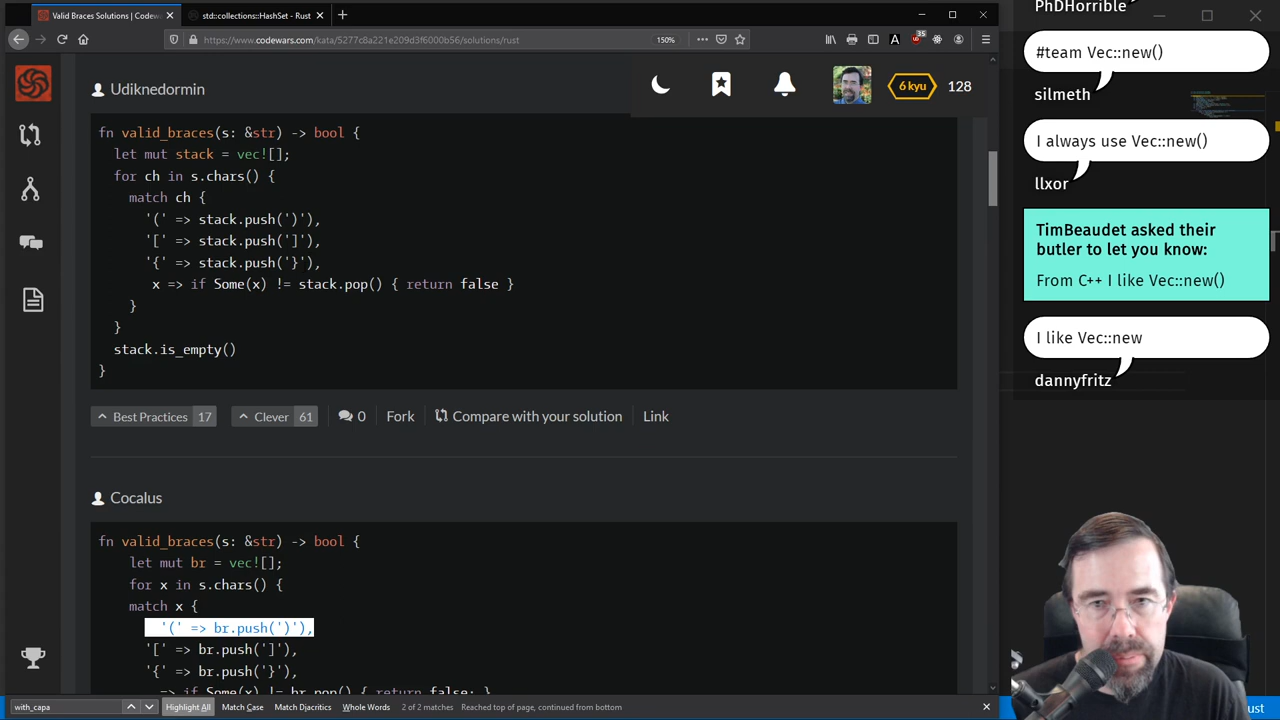 Valid Braces Solutions | Codew
std::collections::HashSet - Rust
https://www.codewars.com/kata/5277c8a221e209d3f6000b56/solutions/rust
150%
35
Udiknedormin
6 kyu
128
fn valid_braces(s: &str) -> bool {
let mut stack = vec![];
for ch in s.chars() {
match ch {
'(' => stack.push(')'),
'[' => stack.push(']'),
'{' => stack.push('}'),
x => if Some(x) != stack.pop() { return false }
}
}
stack.is_empty()
}
Best Practices 17
Clever 61
0
Fork
Compare with your solution
Link
Cocalus
fn valid_braces(s: &str) -> bool {
let mut br = vec![];
for x in s.chars() {
match x {
'(' => br.push(')'),
'[' => br.push(']'),
'{' => br.push('}'),
=> if Some(x) != br.pop() { return false; }
with_capa
Highlight All
Match Case
Match Diacritics
Whole Words
2 of 2 matches
Reached top of page, continued from bottom
PhDHorrible
#team Vec::new()
silmeth
I always use Vec::new()
llxor
TimBeaudet asked their
butler to let you know:
From C++ I like Vec::new()
I like Vec::new
dannyfritz
ust